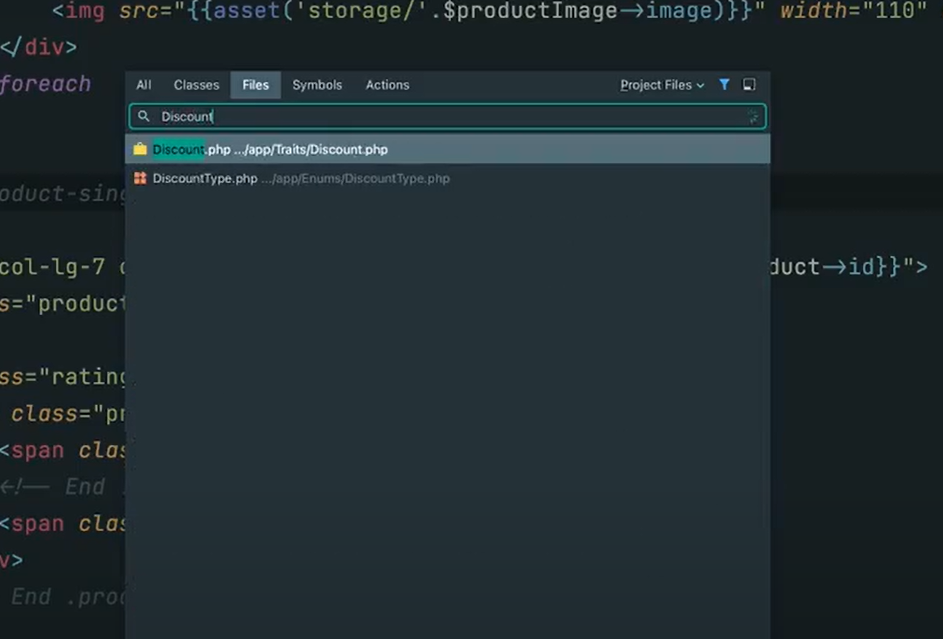 <img src="{{asset('storage/'.$productImage->image)}}" width="110"
</div>
foreach
All Classes Files Symbols Actions Project Files
Discount
Discount.php .../app/Traits/Discount.php
DiscountType.php .../app/Enums/DiscountType.php
oduct-sing
col-lg-7 duct->id}}">
s="product
ss="rating
class="pr
<span clas
<!-- End
<span clas
v>
End .prod